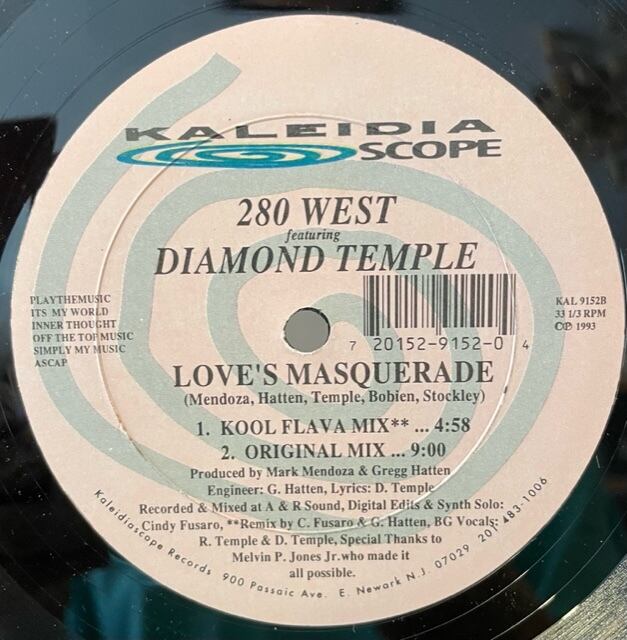 KALEIDIA
SCOPE
280 WEST
featuring
DIAMOND TEMPLE
PLAYTHEMUSIC
ITS MY WORLD
INNER THOUGHT
OFF THE TOP MUSIC
SIMPLY MY MUSIC
ASCAP
KAL 9152B
33 1/3 RPM
©℗ 1993
7 20152-9152-0 4
LOVE'S MASQUERADE
(Mendoza, Hatten, Temple, Bobien, Stockley)
1. KOOL FLAVA MIX** ... 4:58
2. ORIGINAL MIX ... 9:00
Produced by Mark Mendoza & Gregg Hatten
Engineer: G. Hatten, Lyrics: D. Temple
Recorded & Mixed at A & R Sound, Digital Edits & Synth Solo:
Cindy Fusaro, **Remix by C. Fusaro & G. Hatten, BG Vocals:
R. Temple & D. Temple, Special Thanks to
Melvin P. Jones Jr. who made it
all possible.
Kaleidioscope Records 900 Passaic Ave. E. Newark N.J. 07029 201 483-1006